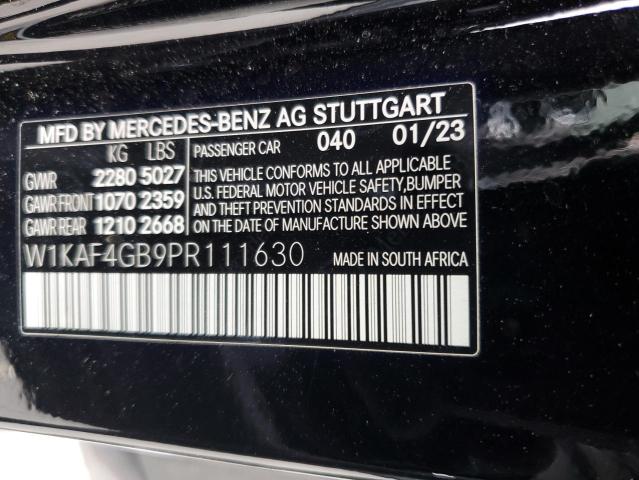 MFD BY MERCEDES-BENZ AG STUTTGART
KG LBS PASSENGER CAR 040 01/23
GVWR 2280 5027
GAWR FRONT 1070 2359
GAWR REAR 1210 2668
THIS VEHICLE CONFORMS TO ALL APPLICABLE
U.S. FEDERAL MOTOR VEHICLE SAFETY, BUMPER
AND THEFT PREVENTION STANDARDS IN EFFECT
ON THE DATE OF MANUFACTURE SHOWN ABOVE
W1KAF4GB9PR111630 MADE IN SOUTH AFRICA